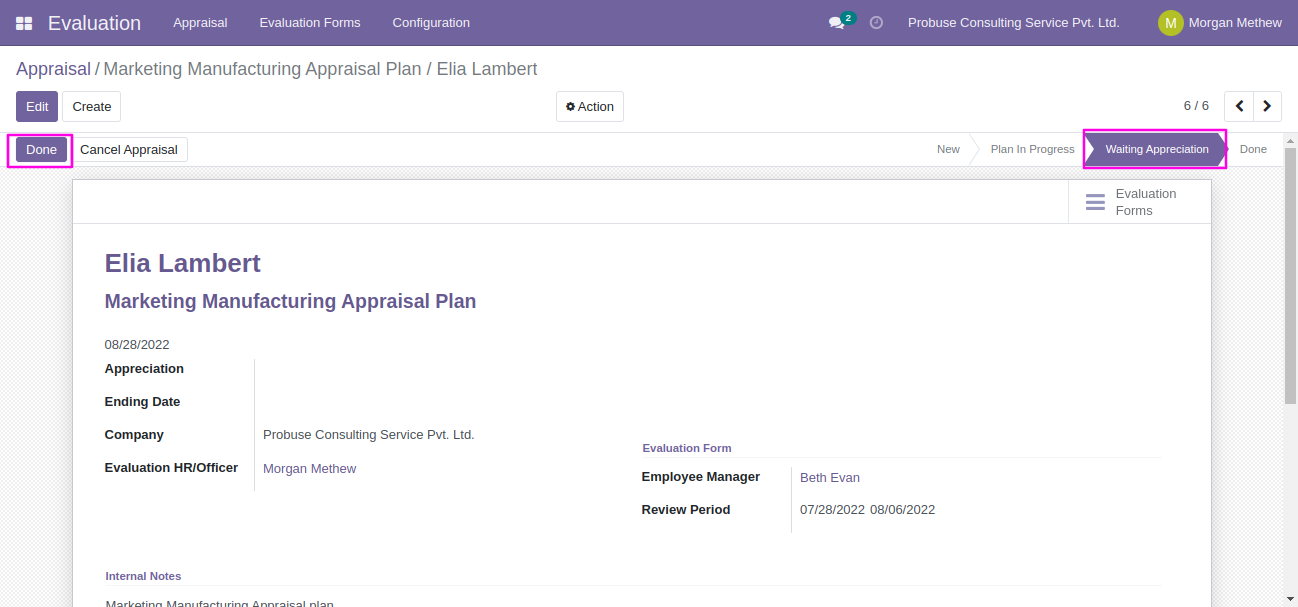 Evaluation Appraisal Evaluation Forms Configuration 2 Probuse Consulting Service Pvt. Ltd. M Morgan Methew
Appraisal / Marketing Manufacturing Appraisal Plan / Elia Lambert
Edit Create Action 6 / 6
Done Cancel Appraisal New Plan In Progress Waiting Appreciation Done
Evaluation
Forms
Elia Lambert
Marketing Manufacturing Appraisal Plan
08/28/2022
Appreciation
Ending Date
Company Probuse Consulting Service Pvt. Ltd.
Evaluation HR/Officer Morgan Methew
Evaluation Form
Employee Manager Beth Evan
Review Period 07/28/2022 08/06/2022
Internal Notes
Marketing Manufacturing Appraisal plan